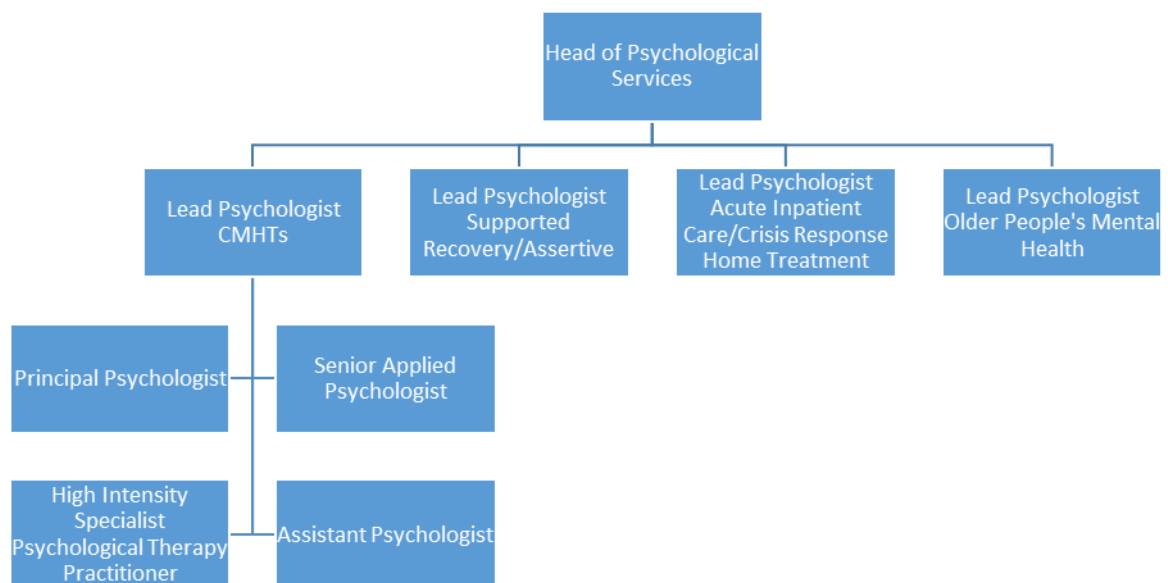 Head of Psychological
Services
Lead Psychologist
CMHTs
Lead Psychologist
Supported
Recovery/Assertive
Lead Psychologist
Acute Inpatient
Care/Crisis Response
Home Treatment
Lead Psychologist
Older People's Mental
Health
Principal Psychologist
Senior Applied
Psychologist
High Intensity
Specialist
Psychological Therapy
Practitioner
Assistant Psychologist